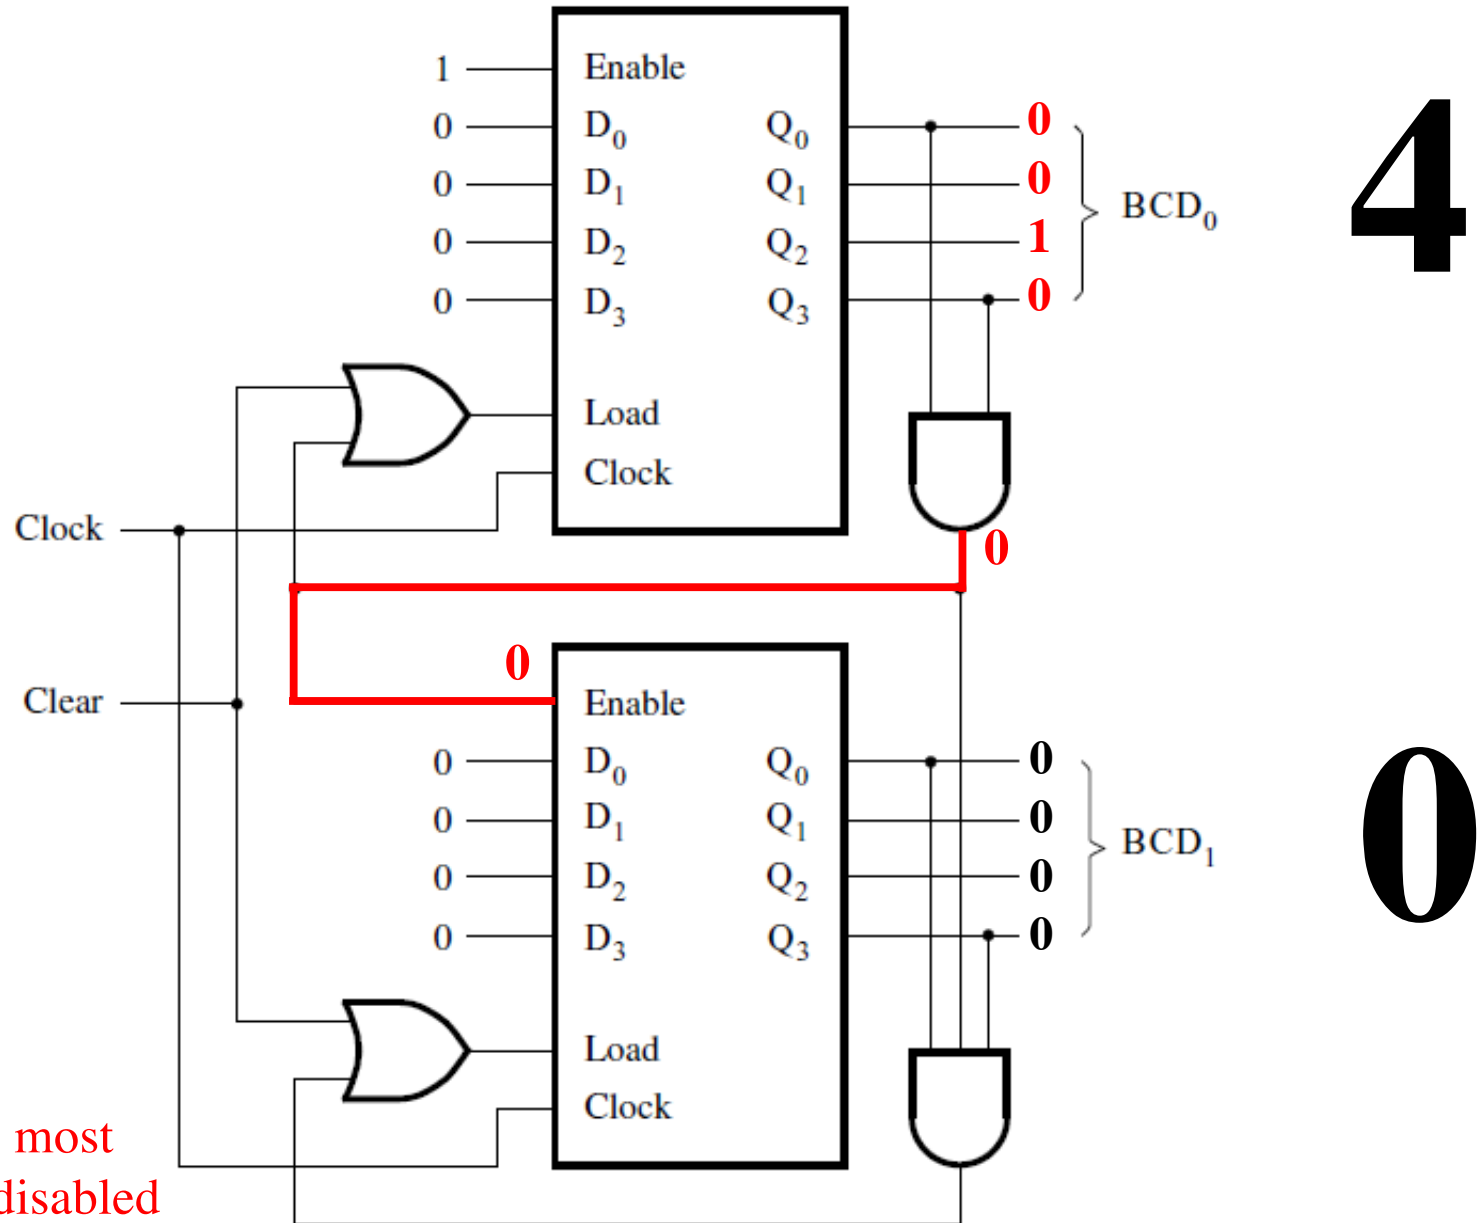 1 Enable
0 D0 Q0 0
0 D1 Q1 0
0 D2 Q2 1
0 D3 Q3 0
BCD0
4
Load
Clock
Clock
0
0
Clear
Enable
0 D0 Q0 0
0 D1 Q1 0
0 D2 Q2 0
0 D3 Q3 0
BCD1
0
Load
Clock
most
disabled